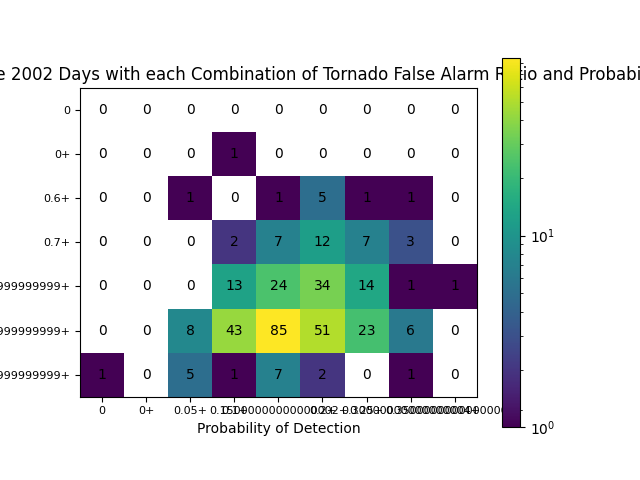 e 2002 Days with each Combination of Tornado False Alarm R tio and Probabi
0 0 0 0 0 0 0 0 0 0
0+ 0 0 0 1 0 0 0 0 0
0.6+ 0 0 1 0 1 5 1 1 0
0.7+ 0 0 0 2 7 12 7 3 0
999999999+ 0 0 0 13 24 34 14 1 1
999999999+ 0 0 8 43 85 51 23 6 0
999999999+ 1 0 5 1 7 2 0 1 0
0 0+ 0.05+
Probability of Detection
10¹
10⁰